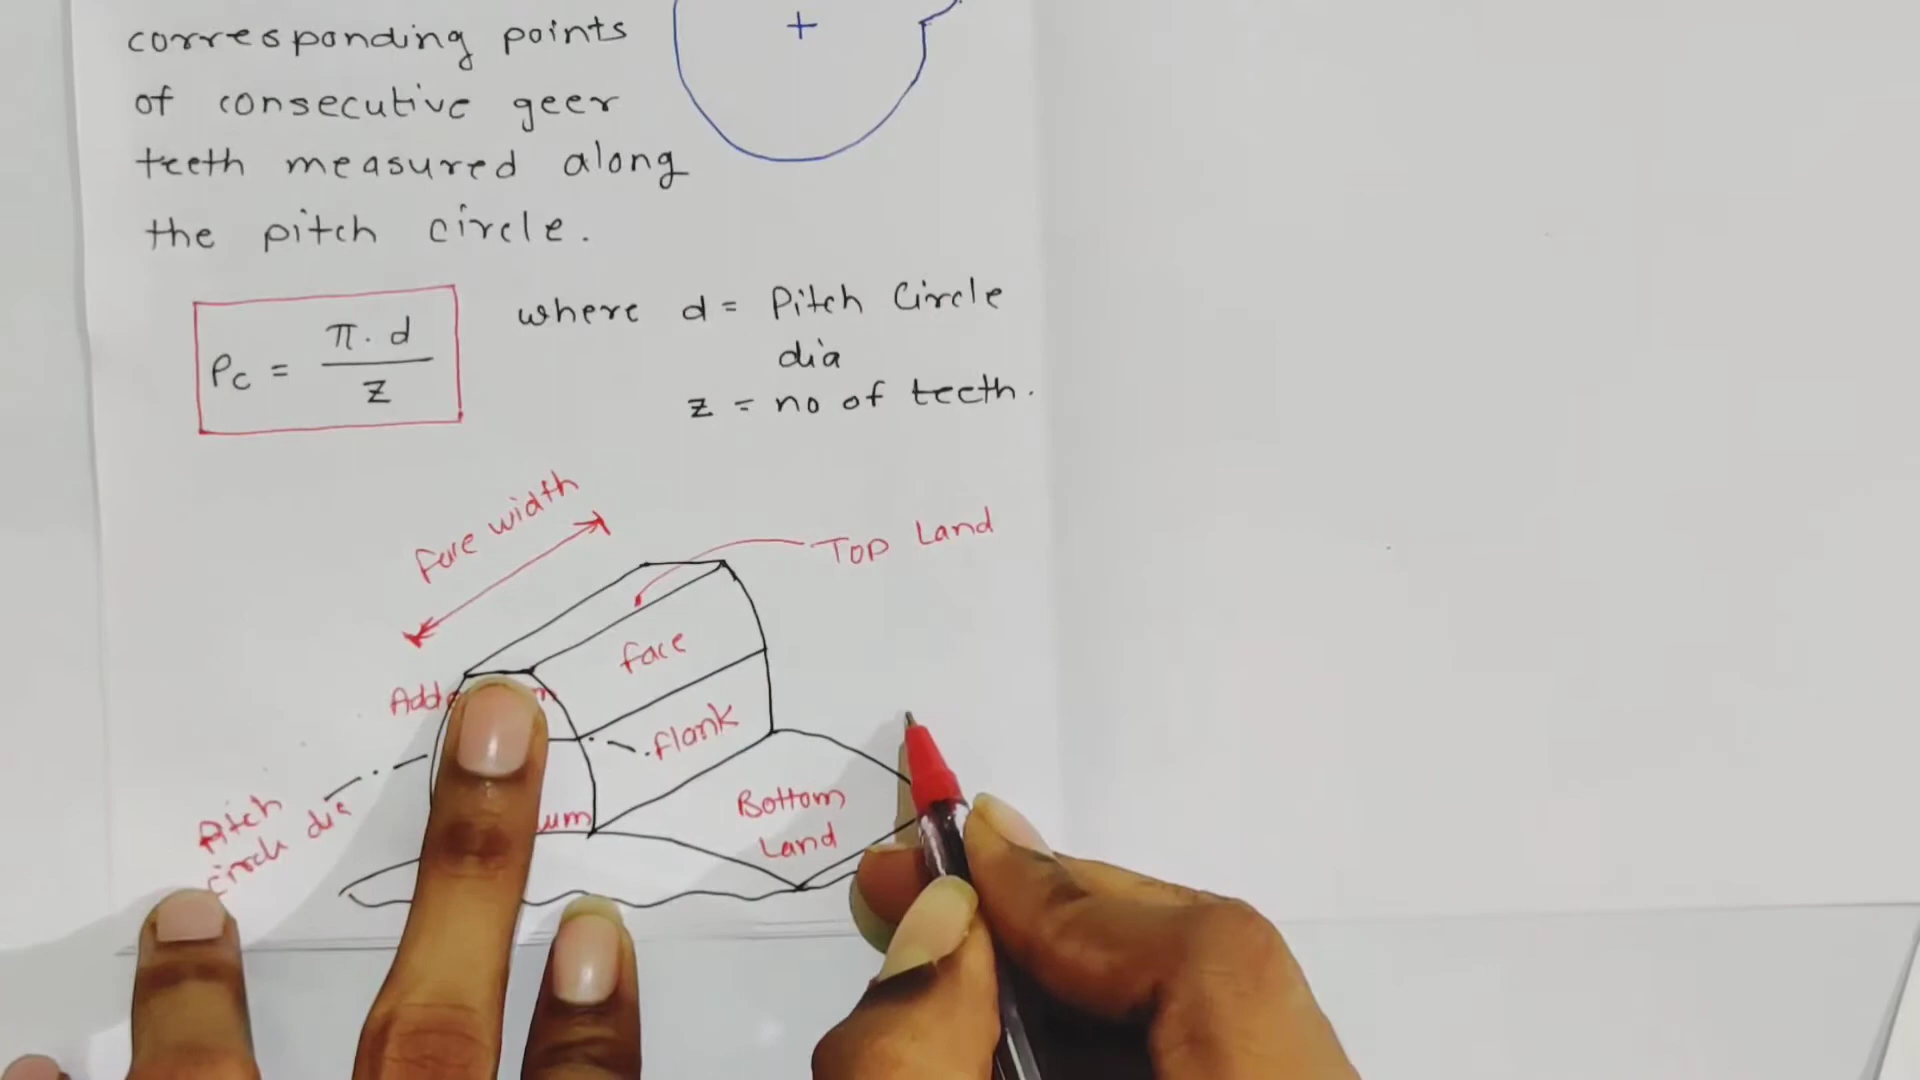 corresponding points
of consecutive geer
teeth measured along
the pitch circle.
Pc = π. d / z
where d = Pitch Circle
dia
z = no of teeth.
Face width
Top Land
face
flank
Bottom
Land
Pitch
circle dia